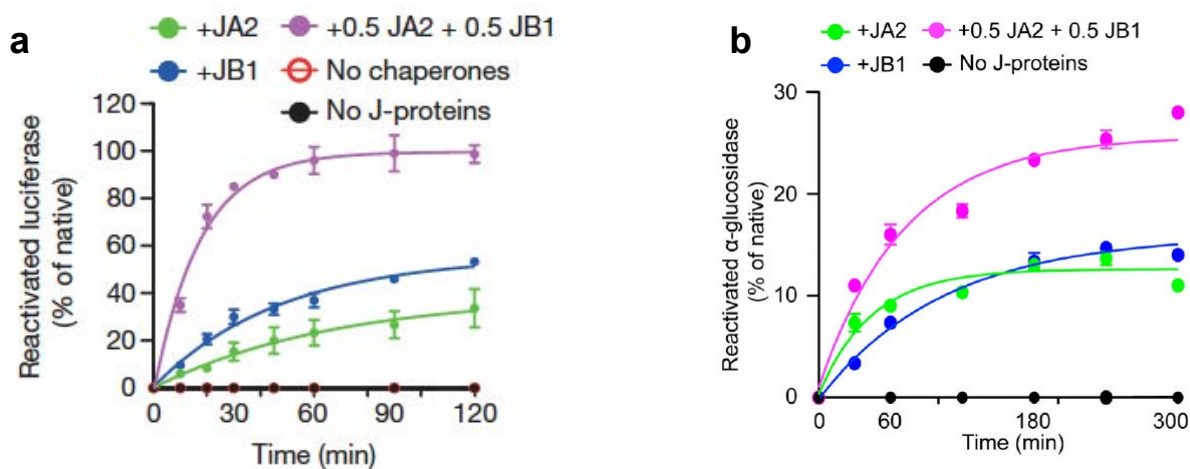 a
+JA2
+0.5 JA2 + 0.5 JB1
+JB1
No chaperones
No J-proteins
Reactivated luciferase
(% of native)
120
100
80
60
40
20
0
0 30 60 90 120
Time (min)
b
+JA2
+0.5 JA2 + 0.5 JB1
+JB1
No J-proteins
Reactivated α-glucosidase
(% of native)
30
20
10
0
0 60 180 300
Time (min)